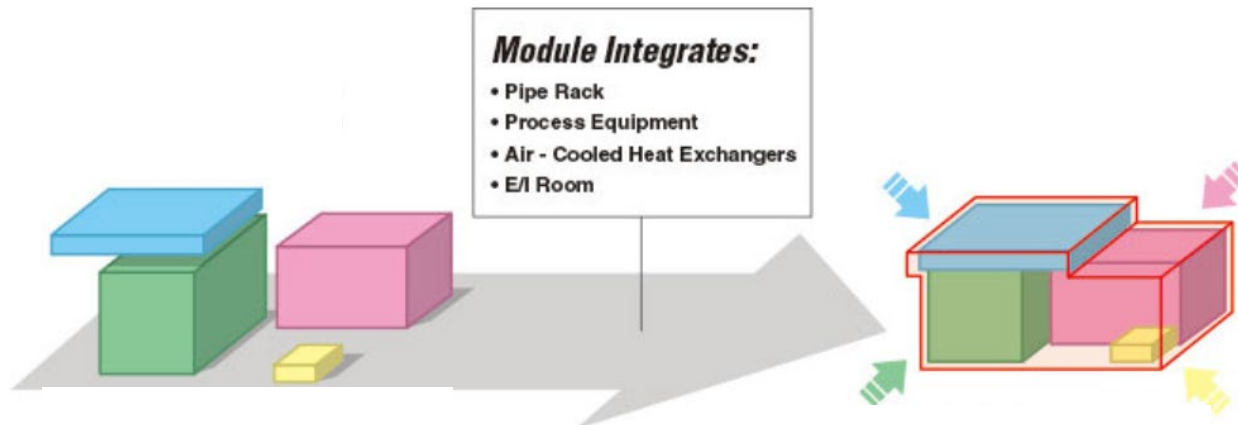 Module Integrates:
• Pipe Rack
• Process Equipment
• Air - Cooled Heat Exchangers
• E/I Room